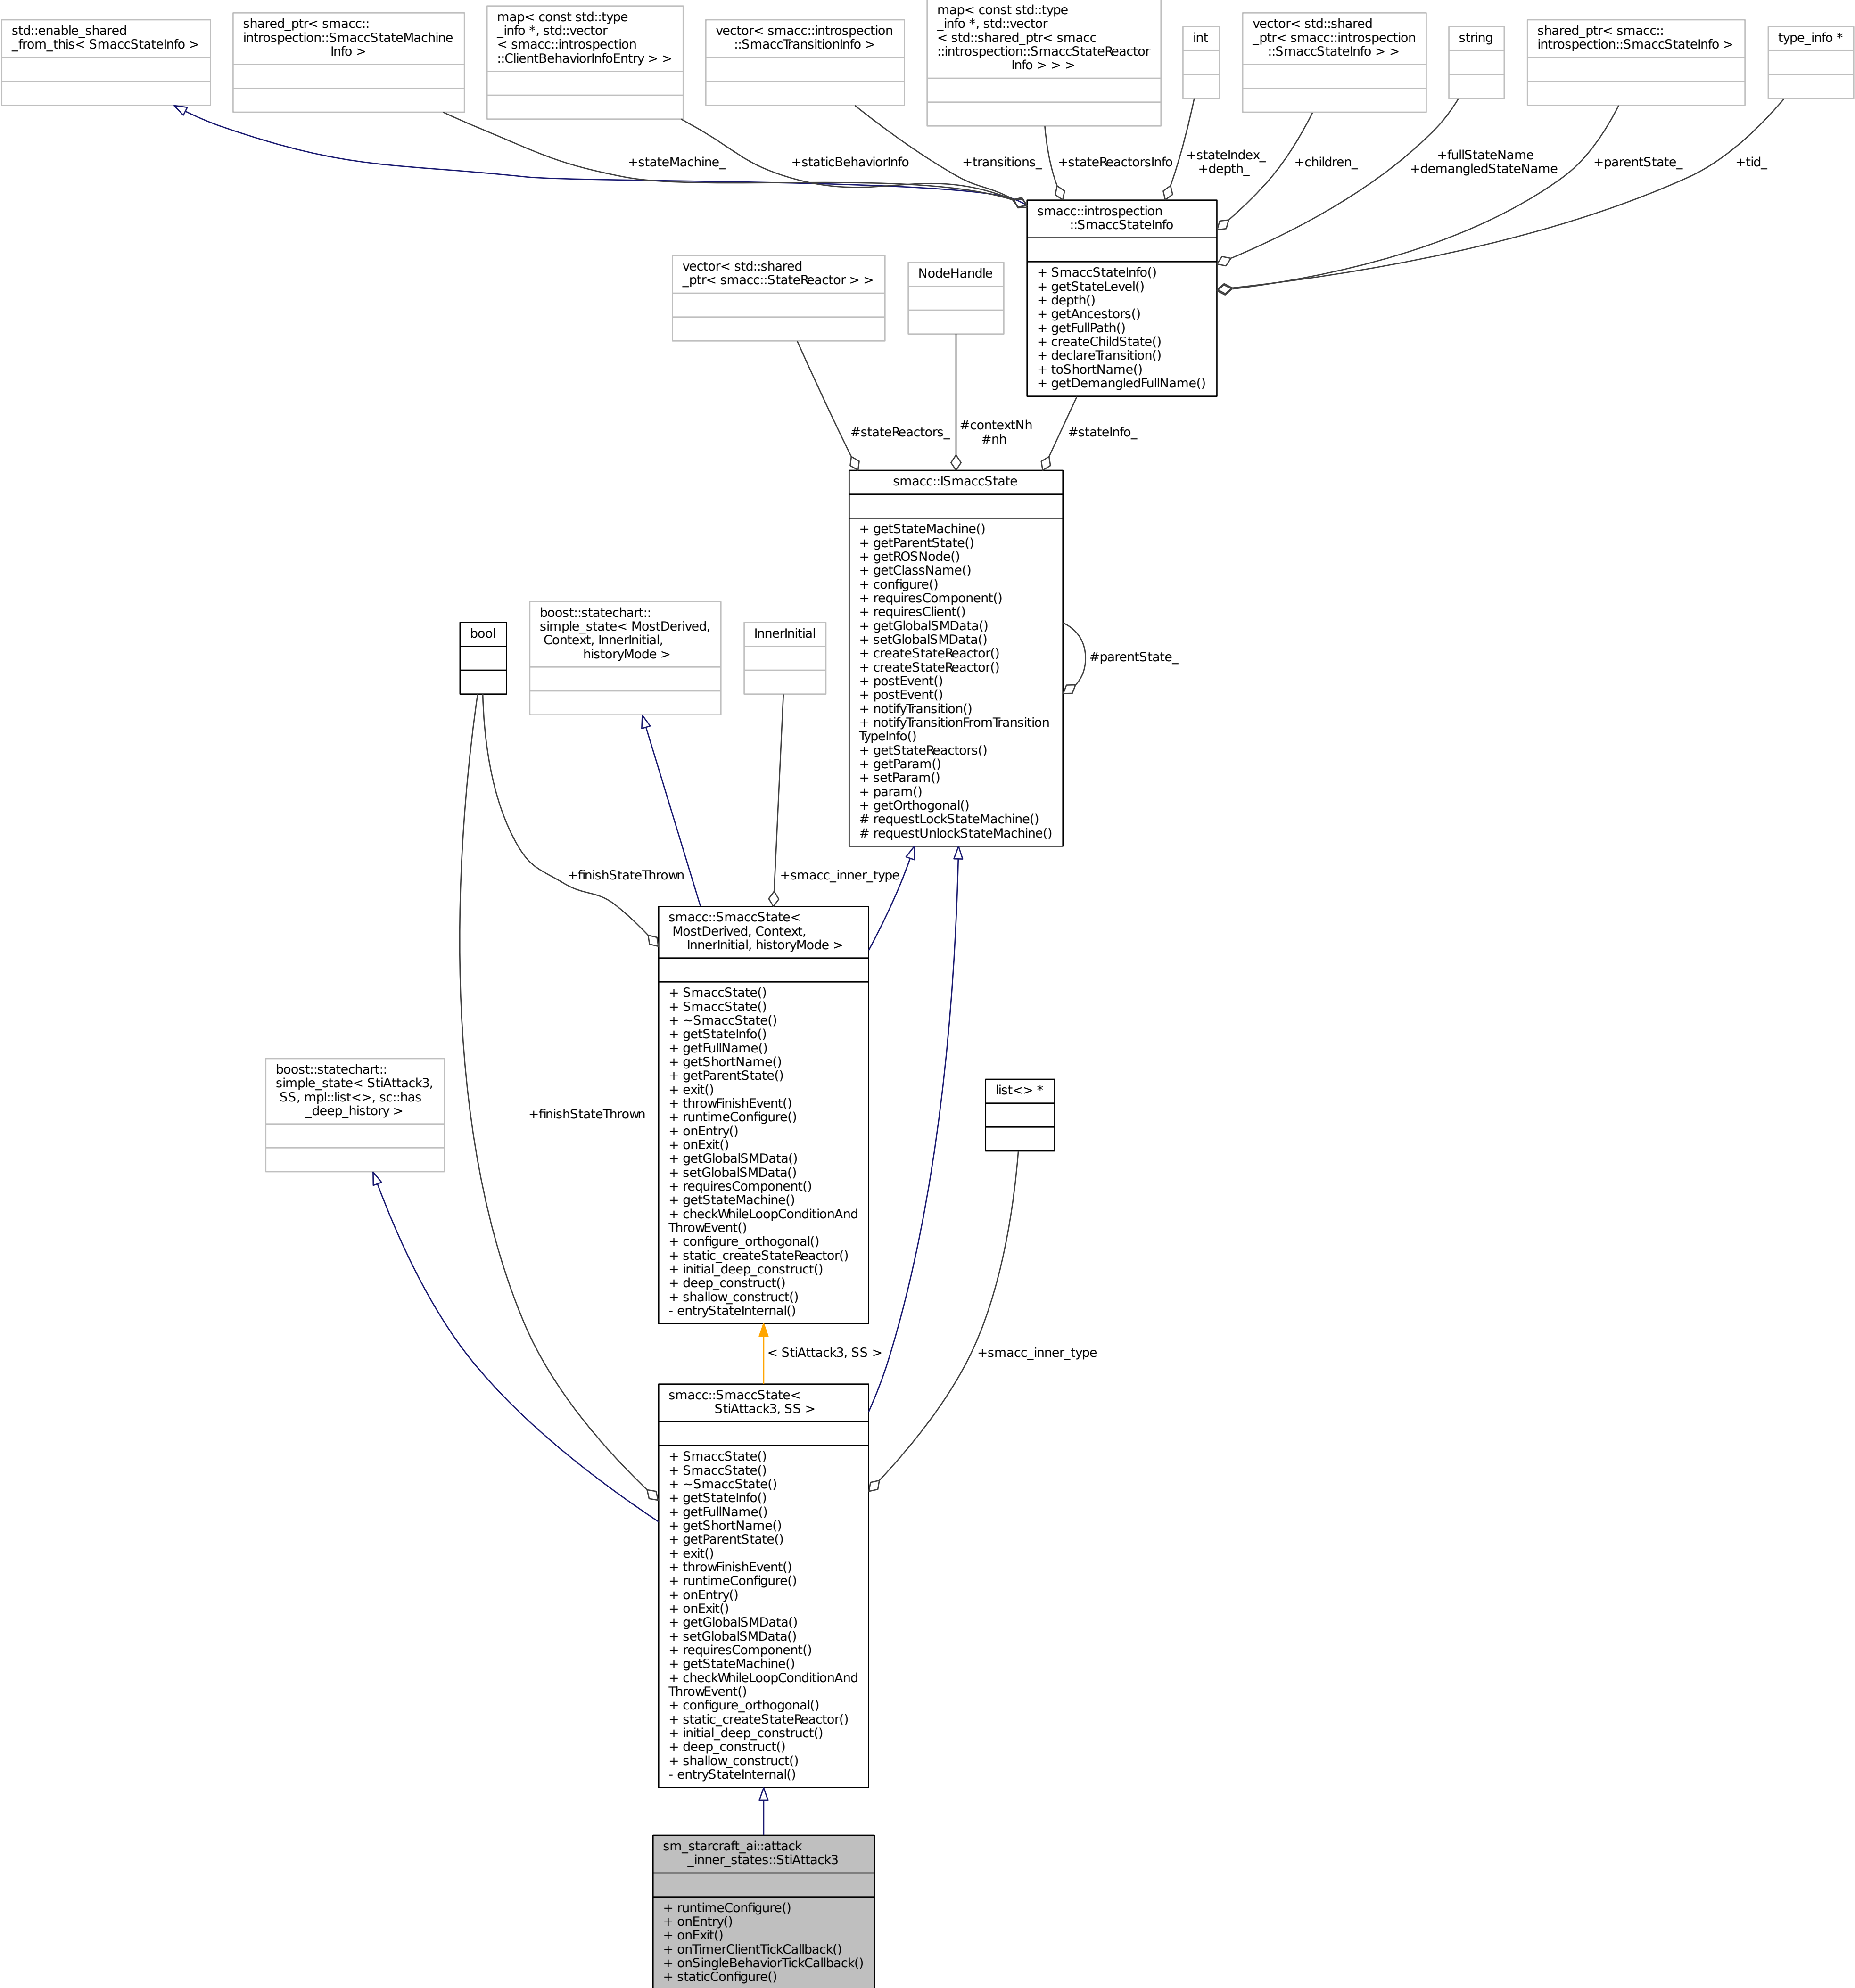 std::enable_shared
_from_this< SmaccStateInfo >
shared_ptr< smacc::
introspection::SmaccStateMachine
Info >
map< const std::type
_info *, std::vector
< smacc::introspection
::ClientBehaviorInfoEntry > >
vector< smacc::introspection
::SmaccTransitionInfo >
map< const std::type
_info *, std::vector
< std::shared_ptr< smacc
::introspection::SmaccStateReactor
Info > > >
int
vector< std::shared
_ptr< smacc::introspection
::SmaccStateInfo > >
string
shared_ptr< smacc::
introspection::SmaccStateInfo >
type_info *
+stateMachine_
+staticBehaviorInfo
+transitions_
+stateReactorsInfo
+stateIndex_
+depth_
+children_
+fullStateName
+demangledStateName
+parentState_
+tid_
smacc::introspection
::SmaccStateInfo
+ SmaccStateInfo()
+ getStateLevel()
+ depth()
+ getAncestors()
+ getFullPath()
+ createChildState()
+ declareTransition()
+ toShortName()
+ getDemangledFullName()
vector< std::shared
_ptr< smacc::StateReactor > >
NodeHandle
#stateReactors_
#contextNh
#nh
#stateInfo_
smacc::ISmaccState
+ getStateMachine()
+ getParentState()
+ getROSNode()
+ getClassName()
+ configure()
+ requiresComponent()
+ requiresClient()
+ getGlobalSMData()
+ setGlobalSMData()
+ createStateReactor()
+ createStateReactor()
+ postEvent()
+ postEvent()
+ notifyTransition()
+ notifyTransitionFromTransition
TypeInfo()
+ getStateReactors()
+ getParam()
+ setParam()
+ param()
+ getOrthogonal()
# requestLockStateMachine()
# requestUnlockStateMachine()
#parentState_
bool
boost::statechart::
simple_state< MostDerived,
Context, InnerInitial,
historyMode >
InnerInitial
+finishStateThrown
+smacc_inner_type
smacc::SmaccState<
MostDerived, Context,
InnerInitial, historyMode >
+ SmaccState()
+ SmaccState()
+ ~SmaccState()
+ getStateInfo()
+ getFullName()
+ getShortName()
+ getParentState()
+ exit()
+ throwFinishEvent()
+ runtimeConfigure()
+ onEntry()
+ onExit()
+ getGlobalSMData()
+ setGlobalSMData()
+ requiresComponent()
+ getStateMachine()
+ checkWhileLoopConditionAnd
ThrowEvent()
+ configure_orthogonal()
+ static_createStateReactor()
+ initial_deep_construct()
+ deep_construct()
+ shallow_construct()
- entryStateInternal()
boost::statechart::
simple_state< StiAttack3,
SS, mpl::list<>, sc::has
_deep_history >
+finishStateThrown
list<> *
< StiAttack3, SS >
+smacc_inner_type
smacc::SmaccState<
StiAttack3, SS >
+ SmaccState()
+ SmaccState()
+ ~SmaccState()
+ getStateInfo()
+ getFullName()
+ getShortName()
+ getParentState()
+ exit()
+ throwFinishEvent()
+ runtimeConfigure()
+ onEntry()
+ onExit()
+ getGlobalSMData()
+ setGlobalSMData()
+ requiresComponent()
+ getStateMachine()
+ checkWhileLoopConditionAnd
ThrowEvent()
+ configure_orthogonal()
+ static_createStateReactor()
+ initial_deep_construct()
+ deep_construct()
+ shallow_construct()
- entryStateInternal()
sm_starcraft_ai::attack
_inner_states::StiAttack3
+ runtimeConfigure()
+ onEntry()
+ onExit()
+ onTimerClientTickCallback()
+ onSingleBehaviorTickCallback()
+ staticConfigure()